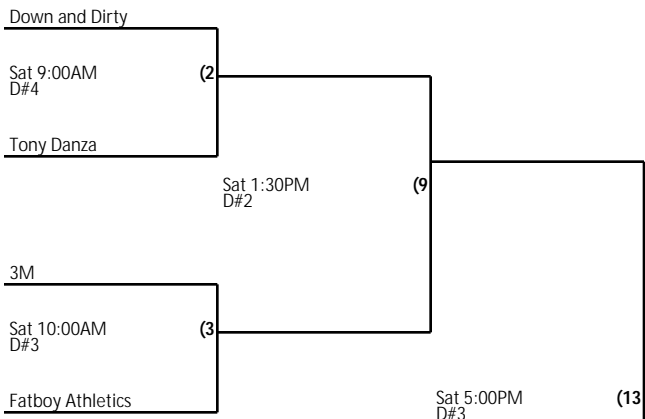 Down and Dirty
Sat 9:00AM (2
D#4
Tony Danza
Sat 1:30PM (9
D#2
3M
Sat 10:00AM (3
D#3
Fatboy Athletics
Sat 5:00PM (13
D#3